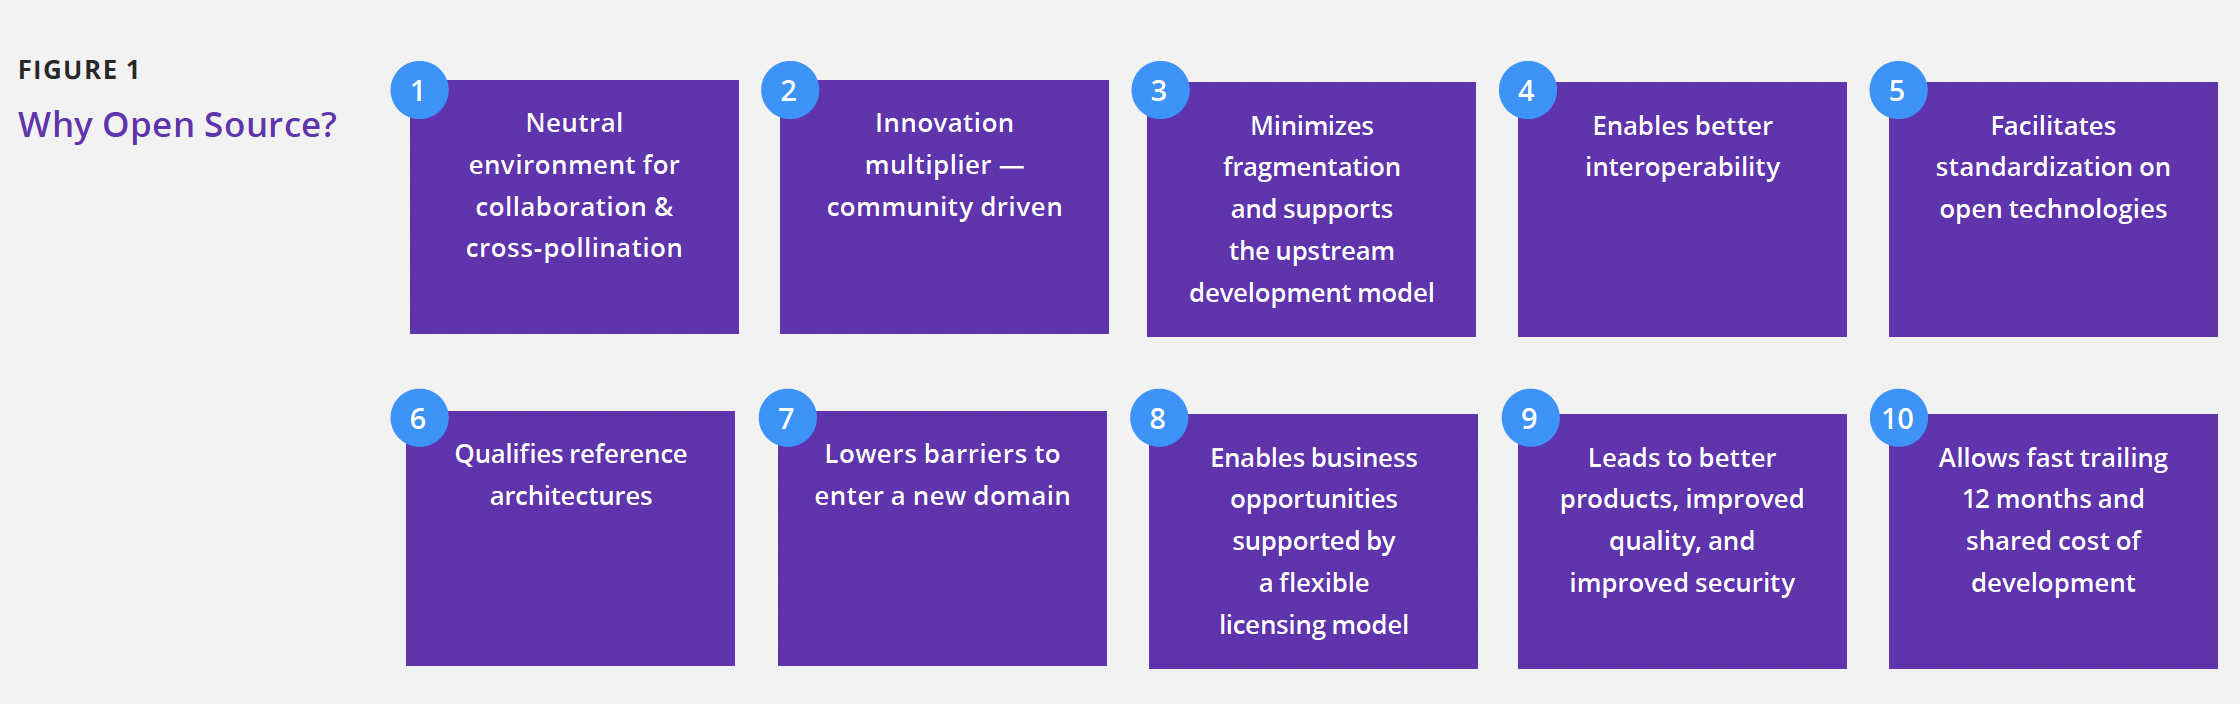 FIGURE 1
Why Open Source?
1
Neutral
environment for
collaboration &
cross-pollination
2
Innovation
multiplier —
community driven
3
Minimizes
fragmentation
and supports
the upstream
development model
4
Enables better
interoperability
5
Facilitates
standardization on
open technologies
6
Qualifies reference
architectures
7
Lowers barriers to
enter a new domain
8
Enables business
opportunities
supported by
a flexible
licensing model
9
Leads to better
products, improved
quality, and
improved security
10
Allows fast trailing
12 months and
shared cost of
development